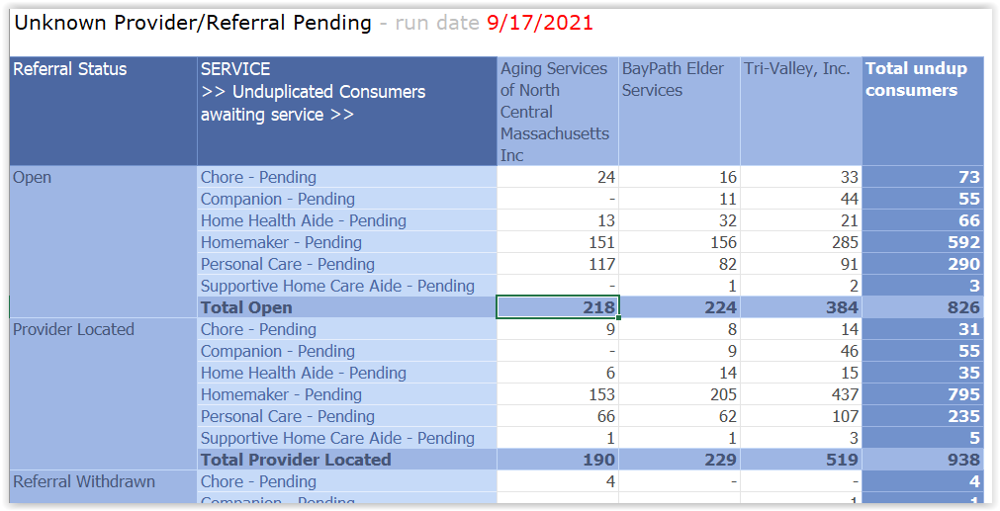 Unknown Provider/Referral Pending - run date 9/17/2021
Referral Status SERVICE Aging Services BayPath Elder Tri-Valley, Inc. Total undup
>> Unduplicated Consumers of North Services consumers
awaiting service >> Central
Massachusetts
Inc
Open Chore - Pending 24 16 33 73
Companion - Pending - 11 44 55
Home Health Aide - Pending 13 32 21 66
Homemaker - Pending 151 156 285 592
Personal Care - Pending 117 82 91 290
Supportive Home Care Aide - Pending - 1 2 3
Total Open 218 224 384 826
Provider Located Chore - Pending 9 8 14 31
Companion - Pending - 9 46 55
Home Health Aide - Pending 6 14 15 35
Homemaker - Pending 153 205 437 795
Personal Care - Pending 66 62 107 235
Supportive Home Care Aide - Pending 1 1 3 5
Total Provider Located 190 229 519 938
Referral Withdrawn Chore - Pending 4 - - 4
Companion - Pending 1 1